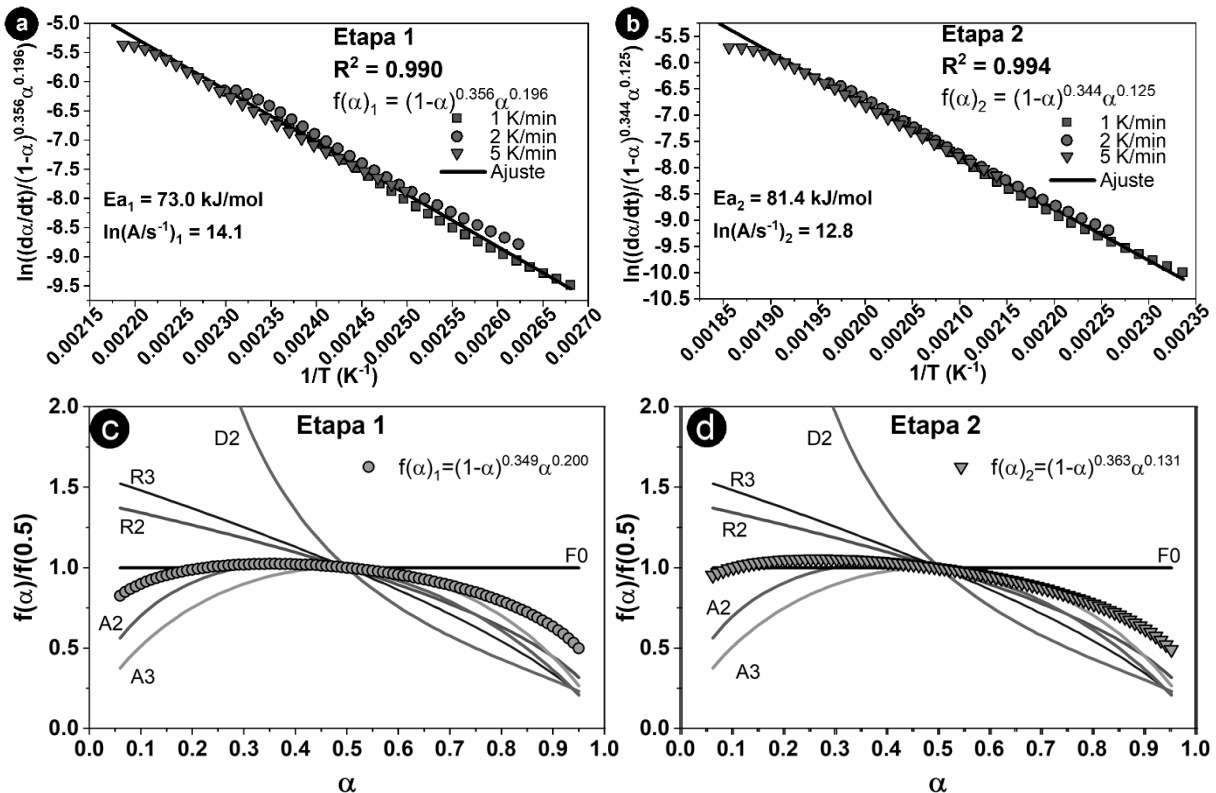 a
Etapa 1
R² = 0.990
f(α)₁ = (1-α)^0.356 α^0.196
1 K/min
2 K/min
5 K/min
Ajuste
Ea₁ = 73.0 kJ/mol
ln(A/s⁻¹)₁ = 14.1
ln((dα/dt)/(1-α)^0.356 α^0.196)
-5.0
-5.5
-6.0
-6.5
-7.0
-7.5
-8.0
-8.5
-9.0
-9.5
0.00215
0.00220
0.00225
0.00230
0.00235
0.00240
0.00245
0.00250
0.00255
0.00260
0.00265
0.00270
1/T (K⁻¹)
b
Etapa 2
R² = 0.994
f(α)₂ = (1-α)^0.344 α^0.125
1 K/min
2 K/min
5 K/min
Ajuste
Ea₂ = 81.4 kJ/mol
ln(A/s⁻¹)₂ = 12.8
ln((dα/dt)/(1-α)^0.344 α^0.125)
-5.5
-6.0
-6.5
-7.0
-7.5
-8.0
-8.5
-9.0
-9.5
-10.0
-10.5
0.00185
0.00190
0.00195
0.00200
0.00205
0.00210
0.00215
0.00220
0.00225
0.00230
0.00235
1/T (K⁻¹)
c
Etapa 1
f(α)₁=(1-α)^0.349 α^0.200
D2
R3
R2
F0
A2
A3
f(α)/f(0.5)
2.0
1.5
1.0
0.5
0.0
0.0 0.1 0.2 0.3 0.4 0.5 0.6 0.7 0.8 0.9 1.0
α
d
Etapa 2
f(α)₂=(1-α)^0.363 α^0.131
D2
R3
R2
F0
A2
A3
f(α)/f(0.5)
2.0
1.5
1.0
0.5
0.0
0.0 0.1 0.2 0.3 0.4 0.5 0.6 0.7 0.8 0.9 1.0
α